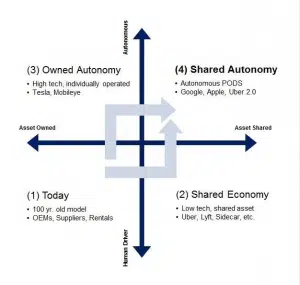 Autonomous
(3) Owned Autonomy
• High tech, individually operated
• Tesla, Mobileye
(4) Shared Autonomy
• Autonomous PODS
• Google, Apple, Uber 2.0
Asset Owned
Asset Shared
(1) Today
• 100 yr. old model
• OEMs, Suppliers, Rentals
(2) Shared Economy
• Low tech, shared asset
• Uber, Lyft, Sidecar, etc.
Human Driver